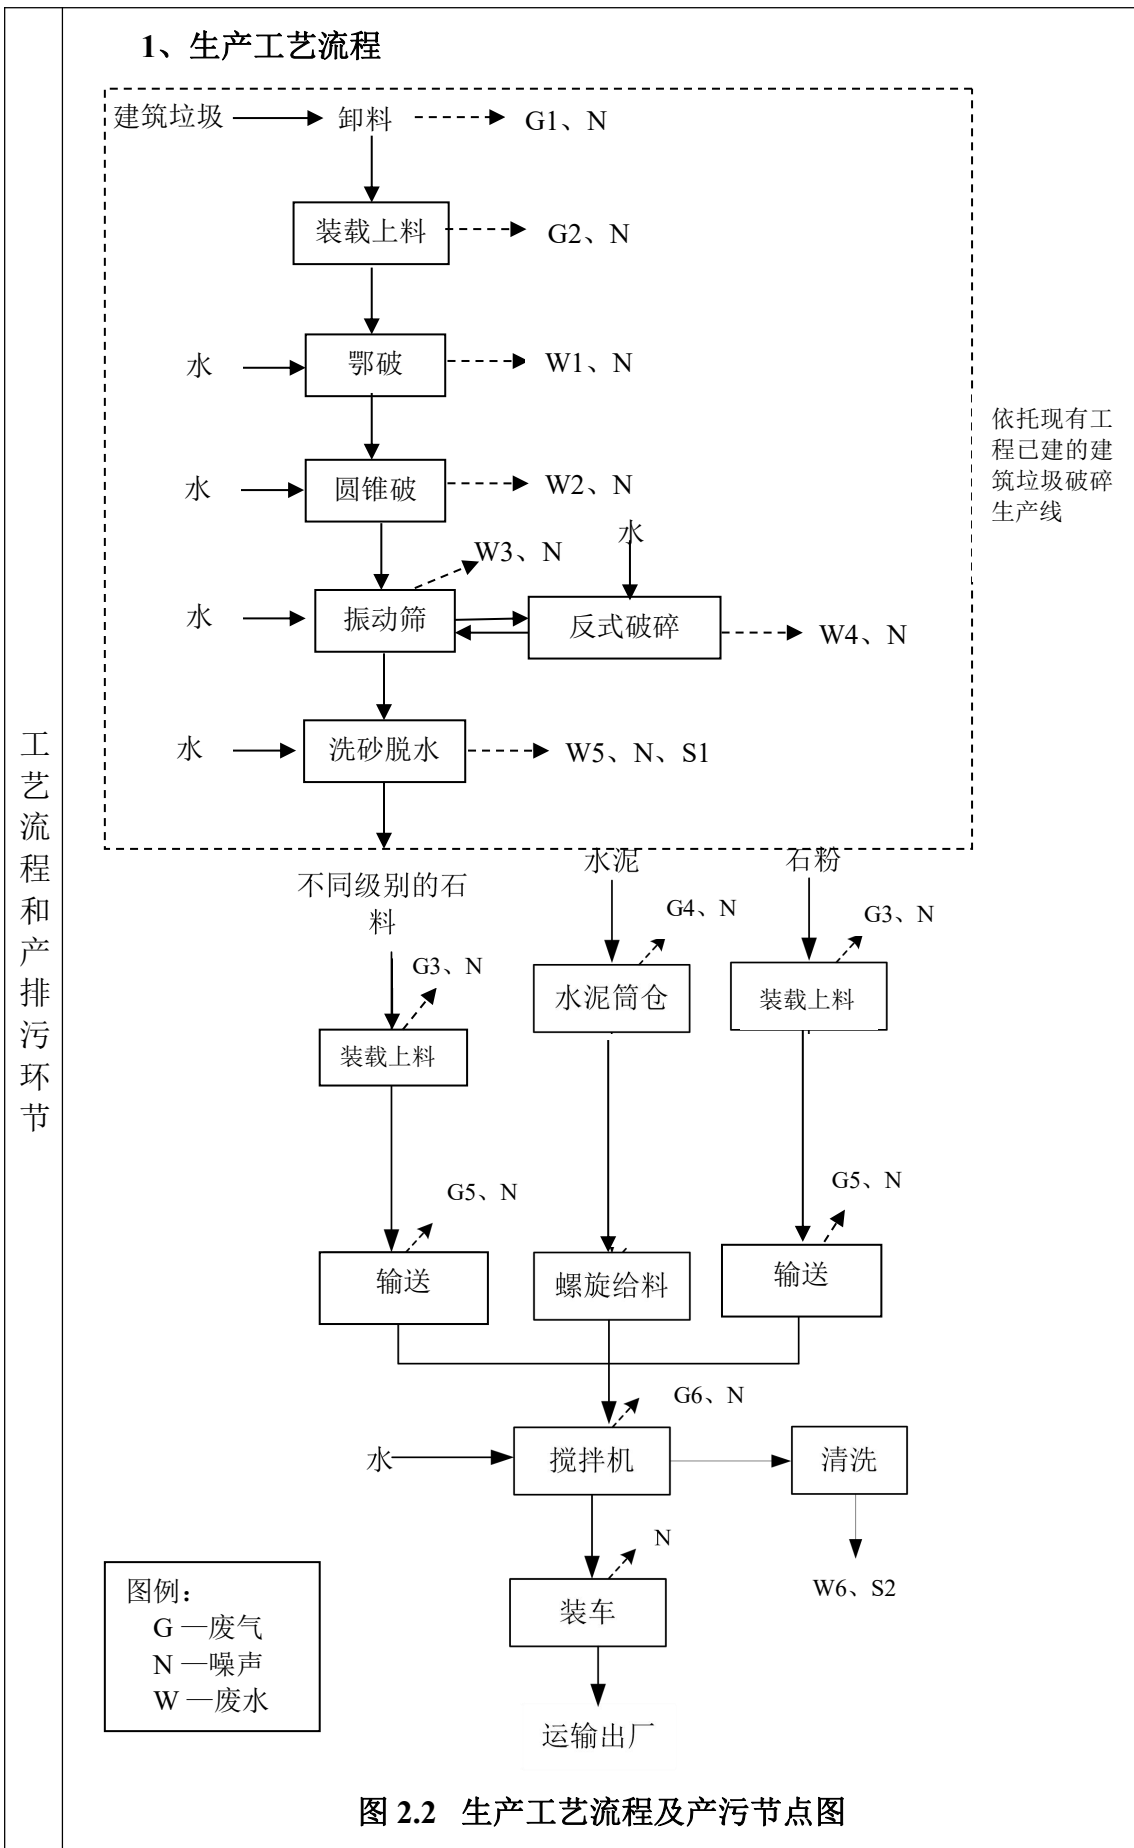 1、生产工艺流程
建筑垃圾
卸料
G1、N
装载上料
G2、N
水
鄂破
W1、N
依托现有工
程已建的建
筑垃圾破碎
生产线
水
圆锥破
W2、N
水
W3、N
水
振动筛
反式破碎
W4、N
水
洗砂脱水
W5、N、S1
工艺流程和产排污环节
不同级别的石
料
水泥
石粉
G3、N
G4、N
G3、N
装载上料
水泥筒仓
装载上料
G5、N
G5、N
输送
螺旋给料
输送
G6、N
水
搅拌机
清洗
N
W6、S2
装车
运输出厂
图例：
G —废气
N —噪声
W —废水
图 2.2 生产工艺流程及产污节点图